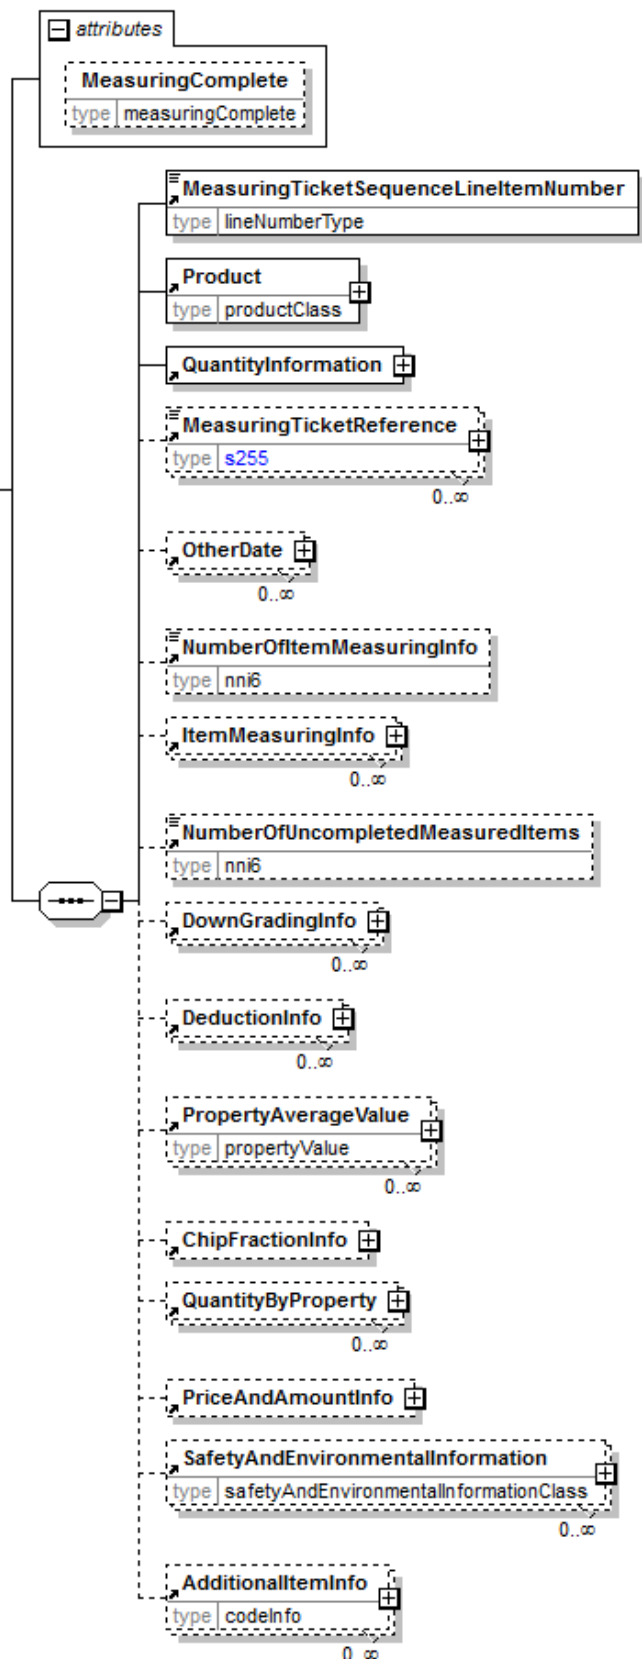 attributes
MeasuringComplete
type measuringComplete
MeasuringTicketSequenceLineItemNumber
type lineNumberType
Product
type productClass
QuantityInformation
MeasuringTicketReference
type s255
0..∞
OtherDate
0..∞
NumberOfItemMeasuringInfo
type nni6
ItemMeasuringInfo
0..∞
NumberOfUncompletedMeasuredItems
type nni6
DownGradingInfo
0..∞
DeductionInfo
0..∞
PropertyAverageValue
type propertyValue
0..∞
ChipFractionInfo
QuantityByProperty
0..∞
PriceAndAmountInfo
SafetyAndEnvironmentalInformation
type safetyAndEnvironmentalInformationClass
0..∞
AdditionalItemInfo
type codeInfo
0..∞